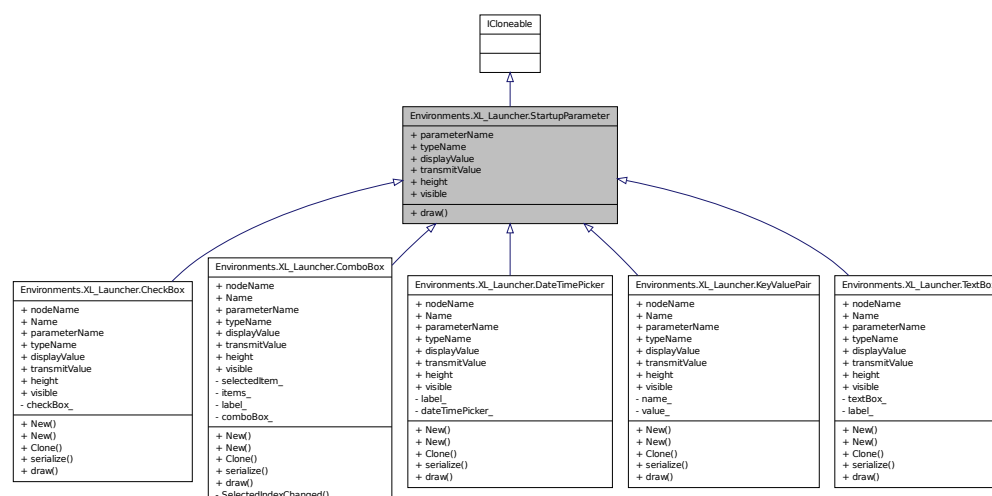 ICloneable
Environments.XL_Launcher.StartupParameter
+ parameterName
+ typeName
+ displayValue
+ transmitValue
+ height
+ visible
+ draw()
Environments.XL_Launcher.CheckBox
+ nodeName
+ Name
+ parameterName
+ typeName
+ displayValue
+ transmitValue
+ height
+ visible
- checkBox_
+ New()
+ New()
+ Clone()
+ serialize()
+ draw()
Environments.XL_Launcher.ComboBox
+ nodeName
+ Name
+ parameterName
+ typeName
+ displayValue
+ transmitValue
+ height
+ visible
- selectedItem_
- items_
- label_
- comboBox_
+ New()
+ New()
+ Clone()
+ serialize()
+ draw()
- SelectedIndexChanged()
Environments.XL_Launcher.DateTimePicker
+ nodeName
+ Name
+ parameterName
+ typeName
+ displayValue
+ transmitValue
+ height
+ visible
- label_
- dateTimePicker_
+ New()
+ New()
+ Clone()
+ serialize()
+ draw()
Environments.XL_Launcher.KeyValuePair
+ nodeName
+ Name
+ parameterName
+ typeName
+ displayValue
+ transmitValue
+ height
+ visible
- name_
- value_
+ New()
+ New()
+ Clone()
+ serialize()
+ draw()
Environments.XL_Launcher.TextBo
+ nodeName
+ Name
+ parameterName
+ typeName
+ displayValue
+ transmitValue
+ height
+ visible
- textBox_
- label_
+ New()
+ New()
+ Clone()
+ serialize()
+ draw()